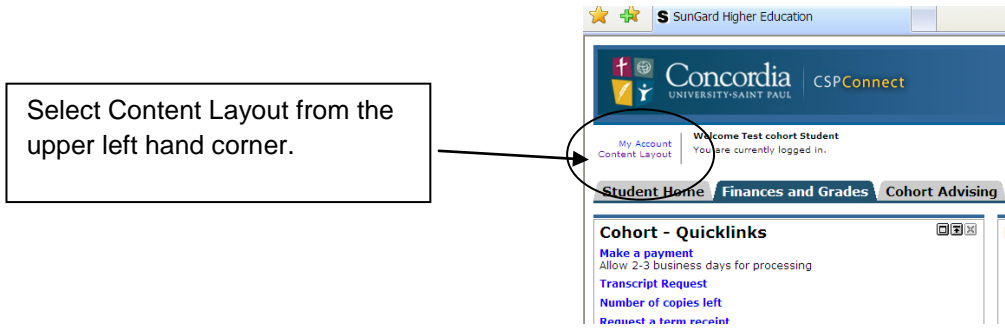 SunGard Higher Education
Concordia
UNIVERSITY·SAINT PAUL
CSPConnect
Select Content Layout from the
upper left hand corner.
My Account
Content Layout
Welcome Test cohort Student
You are currently logged in.
Student Home Finances and Grades Cohort Advising
Cohort - Quicklinks
Make a payment
Allow 2-3 business days for processing
Transcript Request
Number of copies left
Request a term receipt